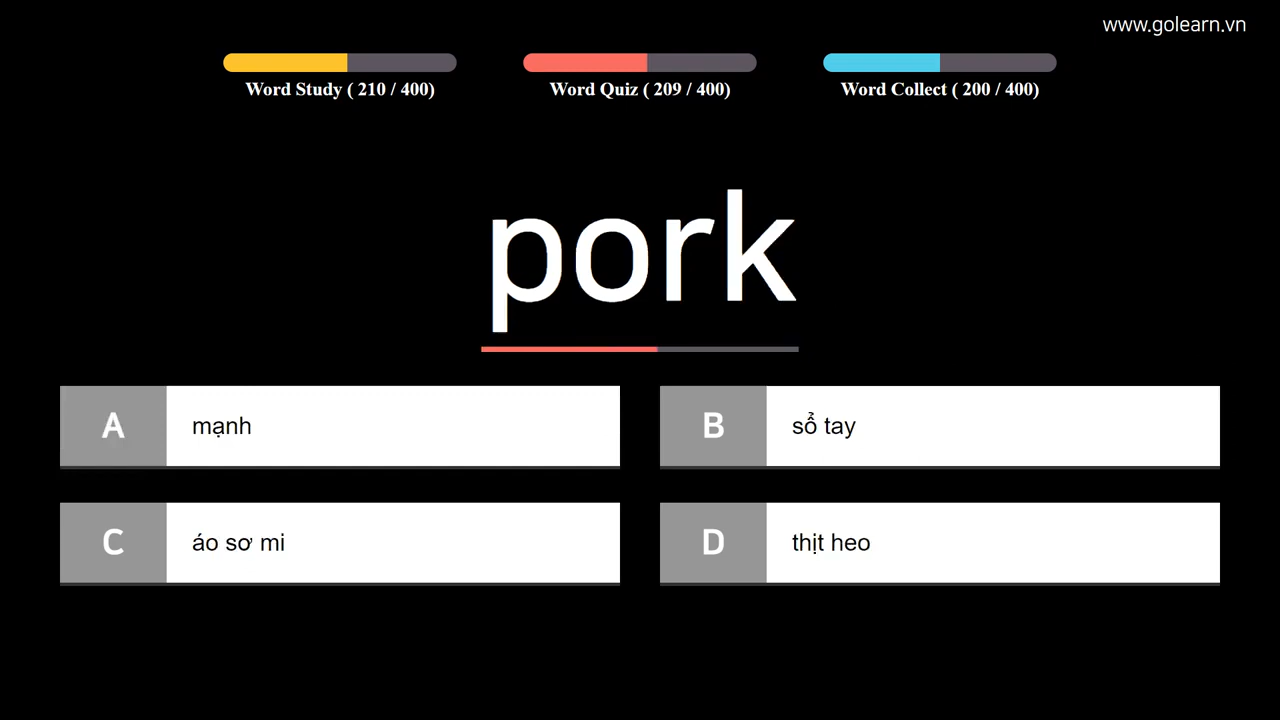 www.golearn.vn
Word Study ( 210 / 400)
Word Quiz ( 209 / 400)
Word Collect ( 200 / 400)
pork
A mạnh
B sổ tay
C áo sơ mi
D thịt heo